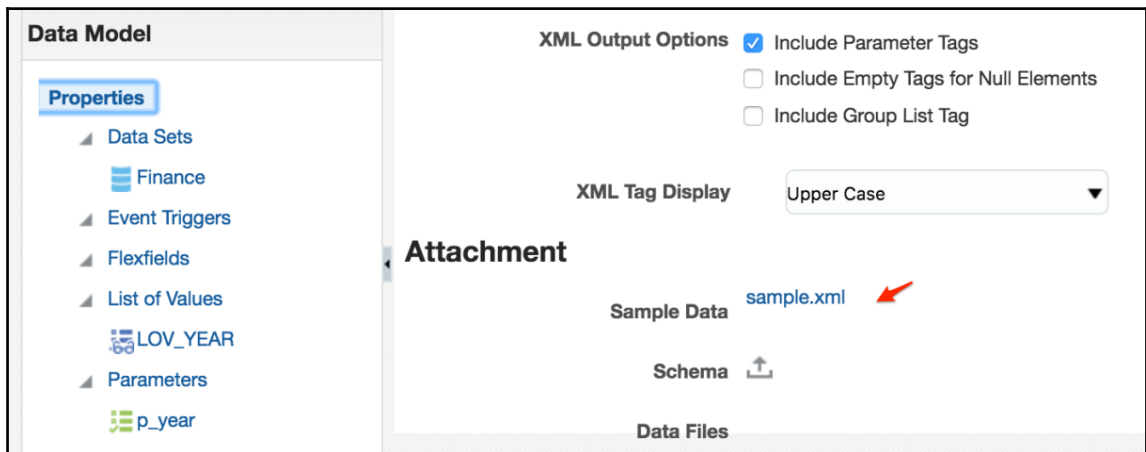 Data Model
Properties
Data Sets
Finance
Event Triggers
Flexfields
List of Values
LOV_YEAR
Parameters
p_year
XML Output Options
Include Parameter Tags
Include Empty Tags for Null Elements
Include Group List Tag
XML Tag Display
Upper Case
Attachment
Sample Data
sample.xml
Schema
Data Files